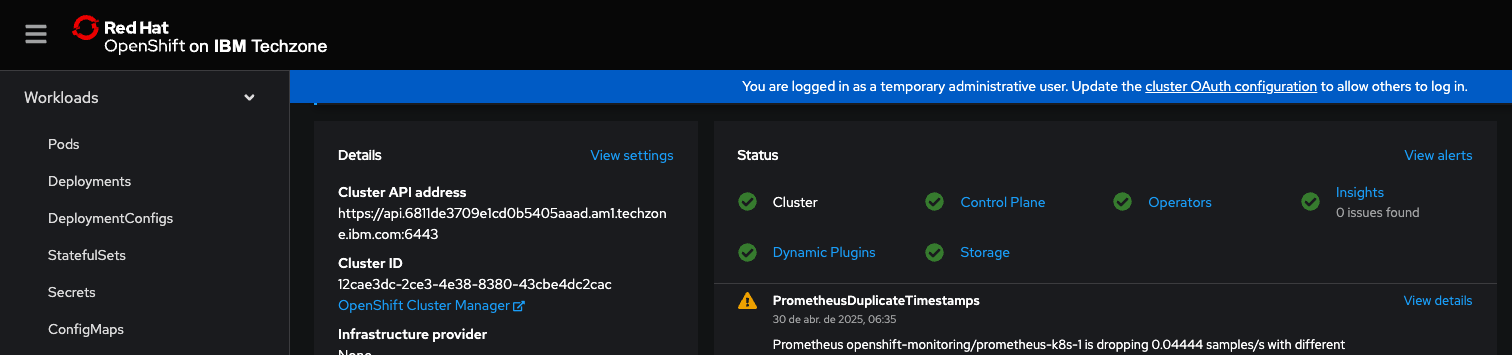 Red Hat
OpenShift on IBM Techzone
You are logged in as a temporary administrative user. Update the cluster OAuth configuration to allow others to log in.
Workloads
Pods
Deployments
DeploymentConfigs
StatefulSets
Secrets
ConfigMaps
Details
View settings
Cluster API address
https://api.6811de3709e1cd0b5405aaad.am1.techzon
e.ibm.com:6443
Cluster ID
12cae3dc-2ce3-4e38-8380-43cbe4dc2cac
OpenShift Cluster Manager
Infrastructure provider
None
Status
View alerts
Cluster
Control Plane
Operators
Insights
0 issues found
Dynamic Plugins
Storage
PrometheusDuplicateTimestamps
View details
30 de abr. de 2025, 06:35
Prometheus openshift-monitoring/prometheus-k8s-1 is dropping 0.04444 samples/s with different